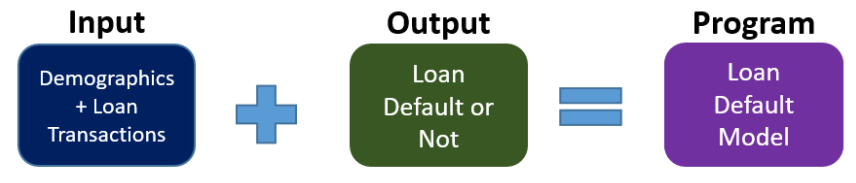 Input
Output
Program
Demographics
+ Loan
Transactions
Loan
Default or
Not
Loan
Default
Model